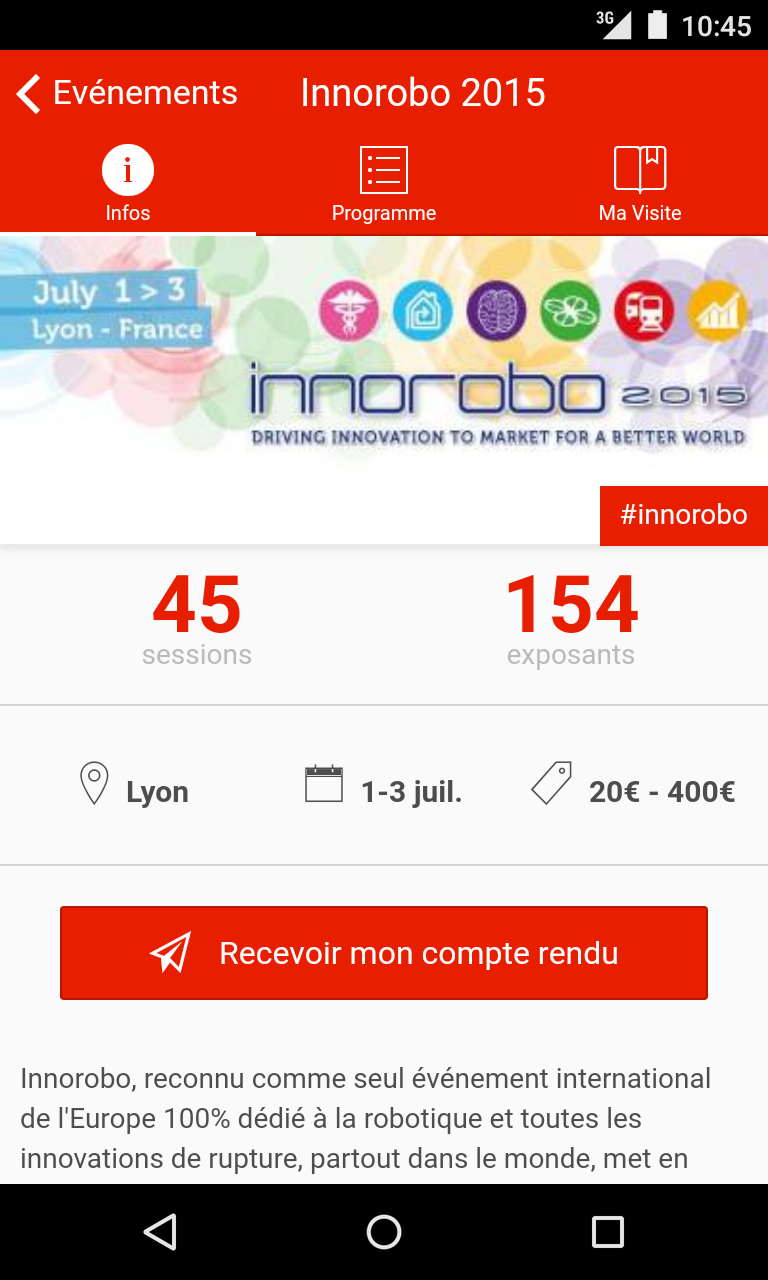 3G 10:45
Evénements Innorobo 2015
i
Infos Programme Ma Visite
July 1 > 3
Lyon - France
innorobo 2015
DRIVING INNOVATION TO MARKET FOR A BETTER WORLD
#innorobo
45 154
sessions exposants
Lyon 1-3 juil. 20€ - 400€
Recevoir mon compte rendu
Innorobo, reconnu comme seul événement international
de l'Europe 100% dédié à la robotique et toutes les
innovations de rupture, partout dans le monde, met en